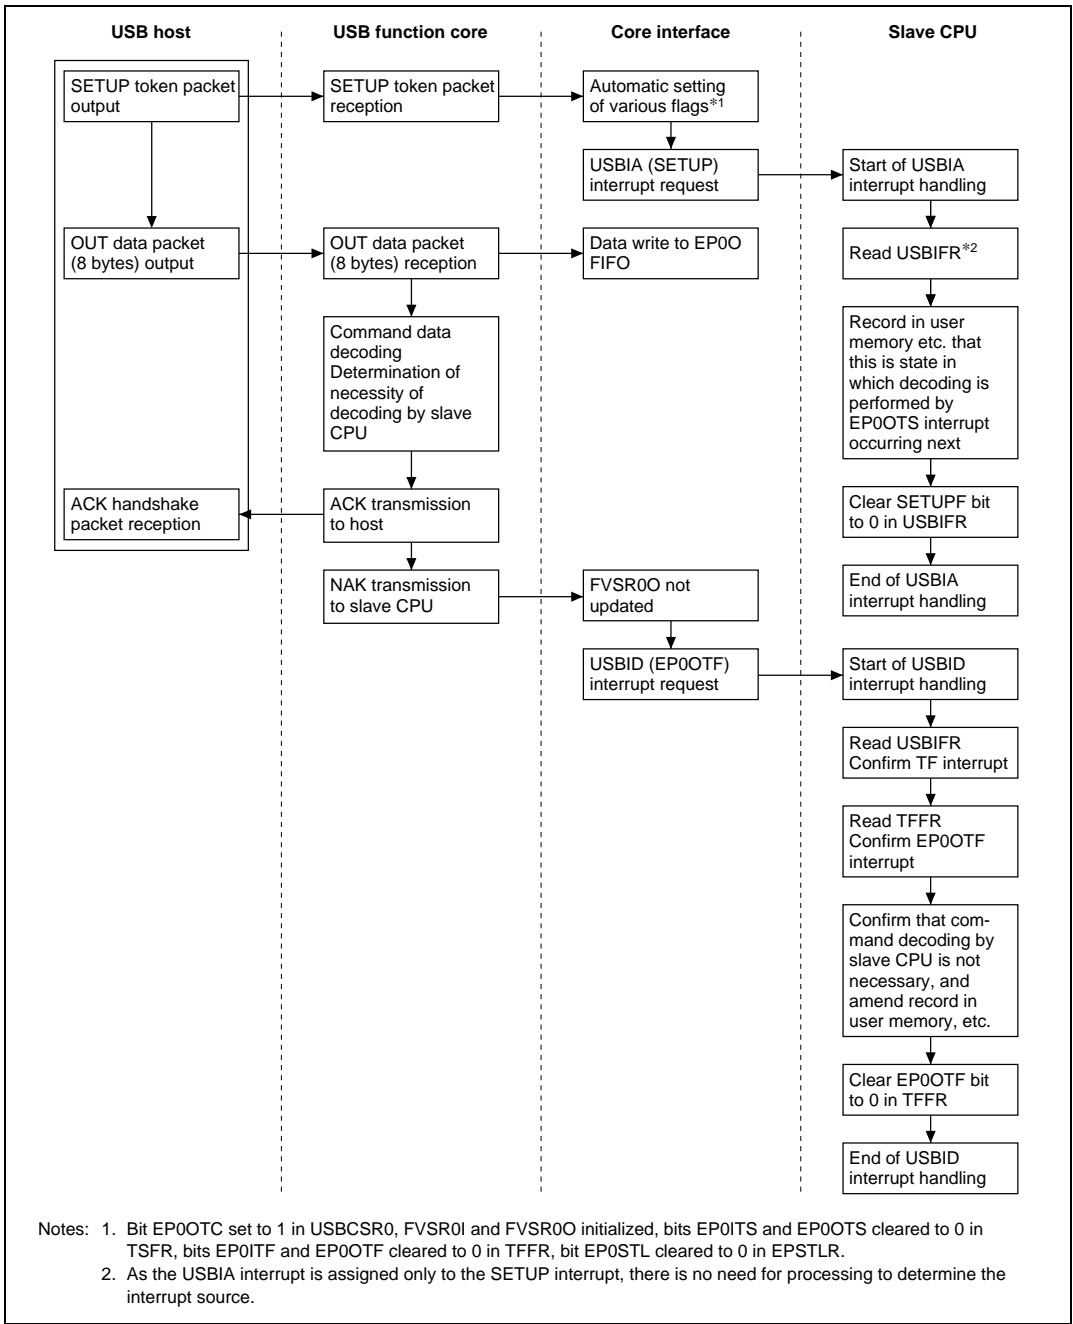 USB host
USB function core
Core interface
Slave CPU
SETUP token packet
output
SETUP token packet
reception
Automatic setting
of various flags*1
USBIA (SETUP)
interrupt request
Start of USBIA
interrupt handling
OUT data packet
(8 bytes) output
OUT data packet
(8 bytes) reception
Data write to EP0O
FIFO
Read USBIFR*2
Command data
decoding
Determination of
necessity of
decoding by slave
CPU
Record in user
memory etc. that
this is state in
which decoding is
performed by
EP0OTS interrupt
occurring next
ACK handshake
packet reception
ACK transmission
to host
Clear SETUPF bit
to 0 in USBIFR
NAK transmission
to slave CPU
FVSR0O not
updated
End of USBIA
interrupt handling
USBID (EP0OTF)
interrupt request
Start of USBID
interrupt handling
Read USBIFR
Confirm TF interrupt
Read TFFR
Confirm EP0OTF
interrupt
Confirm that com-
mand decoding by
slave CPU is not
necessary, and
amend record in
user memory, etc.
Clear EP0OTF bit
to 0 in TFFR
End of USBID
interrupt handling
Notes: 1. Bit EP0OTC set to 1 in USBCSR0, FVSR0I and FVSR0O initialized, bits EP0ITS and EP0OTS cleared to 0 in
TSFR, bits EP0ITF and EP0OTF cleared to 0 in TFFR, bit EP0STL cleared to 0 in EPSTLR.
2. As the USBIA interrupt is assigned only to the SETUP interrupt, there is no need for processing to determine the
interrupt source.